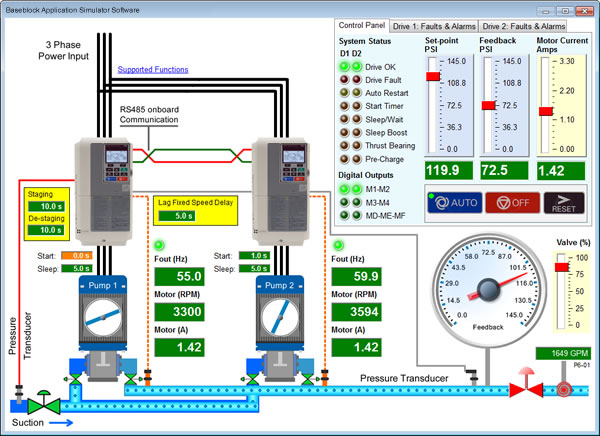 Baseblock Application Simulator Software
3 Phase
Power Input
Supported Functions
RS485 onboard
Communication
Staging
10.0 s
De-staging
10.0 s
Lag Fixed Speed Delay
5.0 s
Start: 0.0 s
Sleep: 5.0 s
Start: 1.0 s
Sleep: 5.0 s
Pump 1
Pump 2
Fout (Hz)
55.0
Motor (RPM)
3300
Motor (A)
1.42
Fout (Hz)
59.9
Motor (RPM)
3594
Motor (A)
1.42
Pressure
Transducer
Suction
Pressure Transducer
Control Panel
Drive 1: Faults & Alarms
Drive 2: Faults & Alarms
System Status
D1 D2
Drive OK
Drive Fault
Auto Restart
Start Timer
Sleep/Wait
Sleep Boost
Thrust Bearing
Pre-Charge
Digital Outputs
M1-M2
M3-M4
MD-ME-MF
Set-point
PSI
145.0
108.8
72.5
36.3
0.0
119.9
Feedback
PSI
145.0
108.8
72.5
36.3
0.0
72.5
Motor Current
Amps
3.30
2.20
1.10
0.00
1.42
AUTO
OFF
RESET
0.0
14.5
29.0
43.5
58.0
72.5
87.0
101.5
116.0
130.5
145.0
Feedback
Valve (%)
100
75
50
25
0
1649 GPM
P6-01